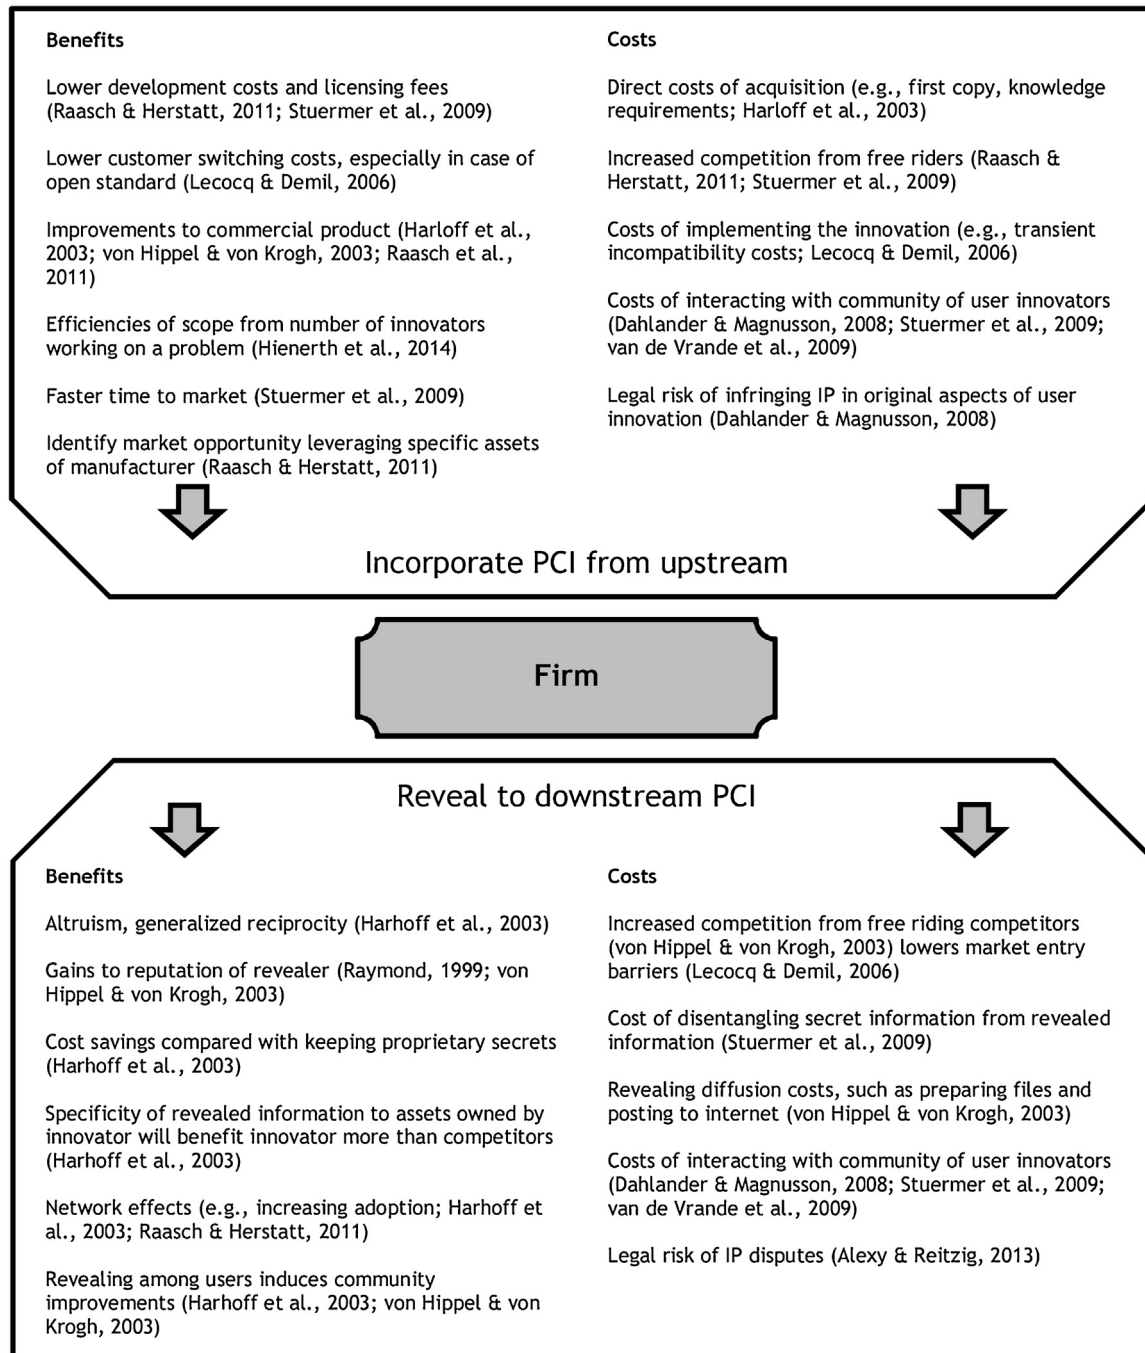 Benefits
Lower development costs and licensing fees
(Raasch & Herstatt, 2011; Stuermer et al., 2009)
Lower customer switching costs, especially in case of
open standard (Lecocq & Demil, 2006)
Improvements to commercial product (Harloff et al.,
2003; von Hippel & von Krogh, 2003; Raasch et al.,
2011)
Efficiencies of scope from number of innovators
working on a problem (Hienerth et al., 2014)
Faster time to market (Stuermer et al., 2009)
Identify market opportunity leveraging specific assets
of manufacturer (Raasch & Herstatt, 2011)
Costs
Direct costs of acquisition (e.g., first copy, knowledge
requirements; Harloff et al., 2003)
Increased competition from free riders (Raasch &
Herstatt, 2011; Stuermer et al., 2009)
Costs of implementing the innovation (e.g., transient
incompatibility costs; Lecocq & Demil, 2006)
Costs of interacting with community of user innovators
(Dahlander & Magnusson, 2008; Stuermer et al., 2009;
van de Vrande et al., 2009)
Legal risk of infringing IP in original aspects of user
innovation (Dahlander & Magnusson, 2008)
Incorporate PCI from upstream
Firm
Reveal to downstream PCI
Benefits
Altruism, generalized reciprocity (Harhoff et al., 2003)
Gains to reputation of revealer (Raymond, 1999; von
Hippel & von Krogh, 2003)
Cost savings compared with keeping proprietary secrets
(Harhoff et al., 2003)
Specificity of revealed information to assets owned by
innovator will benefit innovator more than competitors
(Harhoff et al., 2003)
Network effects (e.g., increasing adoption; Harhoff et
al., 2003; Raasch & Herstatt, 2011)
Revealing among users induces community
improvements (Harhoff et al., 2003; von Hippel & von
Krogh, 2003)
Costs
Increased competition from free riding competitors
(von Hippel & von Krogh, 2003) lowers market entry
barriers (Lecocq & Demil, 2006)
Cost of disentangling secret information from revealed
information (Stuermer et al., 2009)
Revealing diffusion costs, such as preparing files and
posting to internet (von Hippel & von Krogh, 2003)
Costs of interacting with community of user innovators
(Dahlander & Magnusson, 2008; Stuermer et al., 2009;
van de Vrande et al., 2009)
Legal risk of IP disputes (Alexy & Reitzig, 2013)